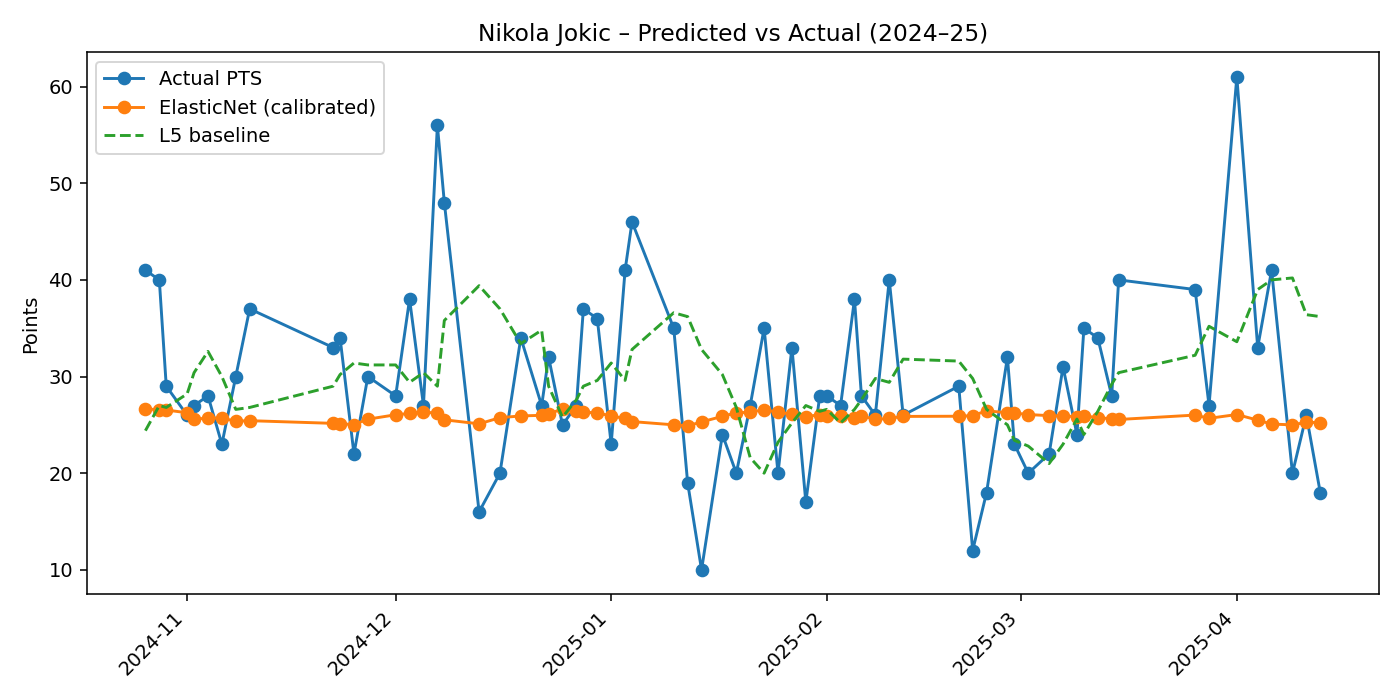 Nikola Jokic – Predicted vs Actual (2024–25)
Actual PTS
ElasticNet (calibrated)
L5 baseline
Points
60
50
40
30
20
10
2024-11
2024-12
2025-01
2025-02
2025-03
2025-04